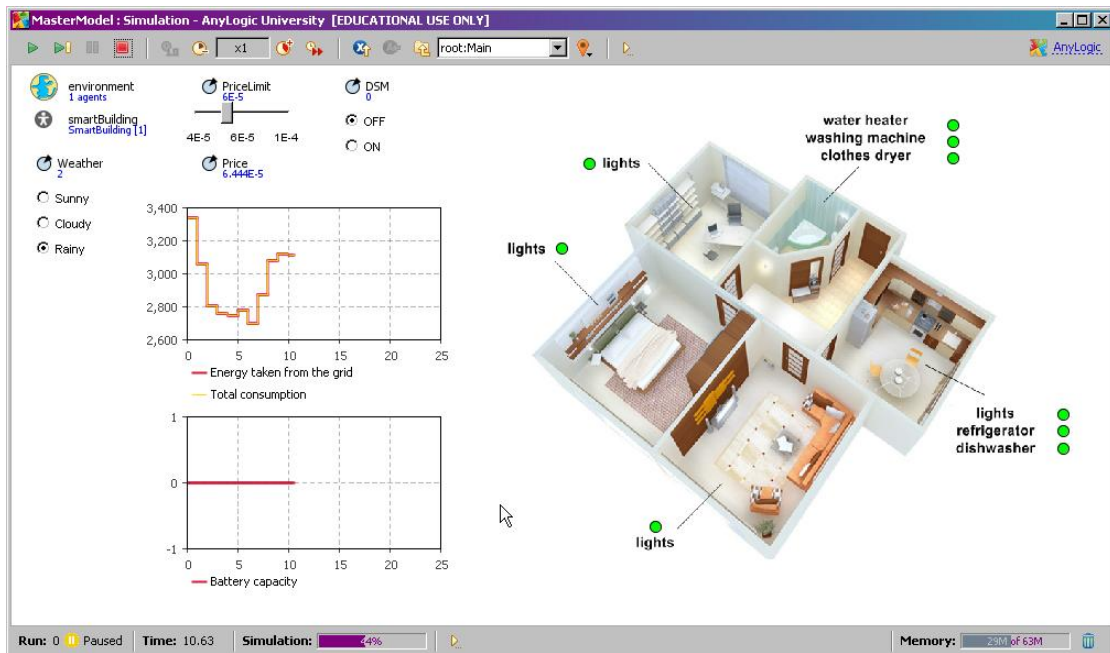 MasterModel : Simulation - AnyLogic University [EDUCATIONAL USE ONLY]
x1
root:Main
AnyLogic
environment
1 agents
PriceLimit
6E-5
DSM
0
smartBuilding
SmartBuilding [1]
4E-5 6E-5 1E-4
OFF
ON
Weather
2
Price
6.444E-5
Sunny
Cloudy
Rainy
3,400
3,200
3,000
2,800
2,600
0 5 10 15 20 25
Energy taken from the grid
Total consumption
1
0
-1
0 5 10 15 20 25
Battery capacity
water heater
washing machine
clothes dryer
lights
lights
lights
refrigerator
dishwasher
lights
Run: 0 Paused Time: 10.63 Simulation: 44% Memory: 29M of 63M